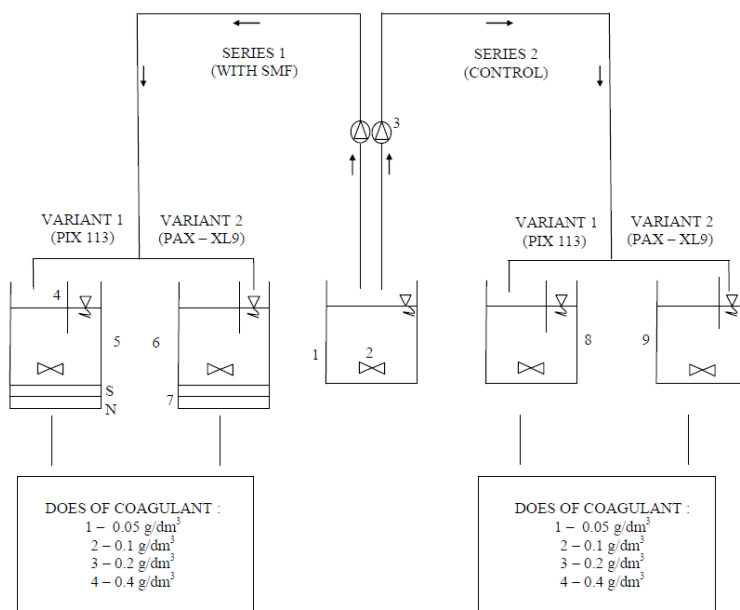 SERIES 1
(WITH SMF)
SERIES 2
(CONTROL)
3
VARIANT 1
(PIX 113)
VARIANT 2
(PAX – XL9)
VARIANT 1
(PIX 113)
VARIANT 2
(PAX – XL9)
4
5
6
1
2
8
9
S
N
7
DOES OF COAGULANT :
1 – 0.05 g/dm³
2 – 0.1 g/dm³
3 – 0.2 g/dm³
4 – 0.4 g/dm³
DOES OF COAGULANT :
1 – 0.05 g/dm³
2 – 0.1 g/dm³
3 – 0.2 g/dm³
4 – 0.4 g/dm³